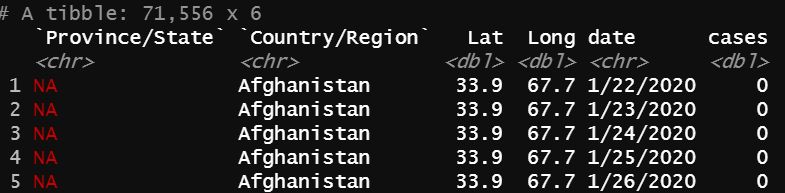 # A tibble: 71,556 x 6
`Province/State` `Country/Region` Lat Long date cases
<chr> <chr> <dbl> <dbl> <chr> <dbl>
1 NA Afghanistan 33.9 67.7 1/22/2020 0
2 NA Afghanistan 33.9 67.7 1/23/2020 0
3 NA Afghanistan 33.9 67.7 1/24/2020 0
4 NA Afghanistan 33.9 67.7 1/25/2020 0
5 NA Afghanistan 33.9 67.7 1/26/2020 0